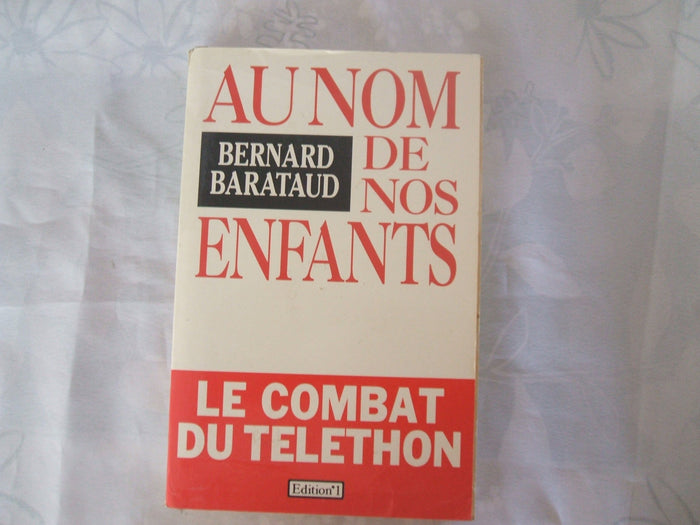 AU NOM
DE
NOS
ENFANTS
BERNARD
BARATAUD
LE COMBAT
DU TELETHON
Edition°1